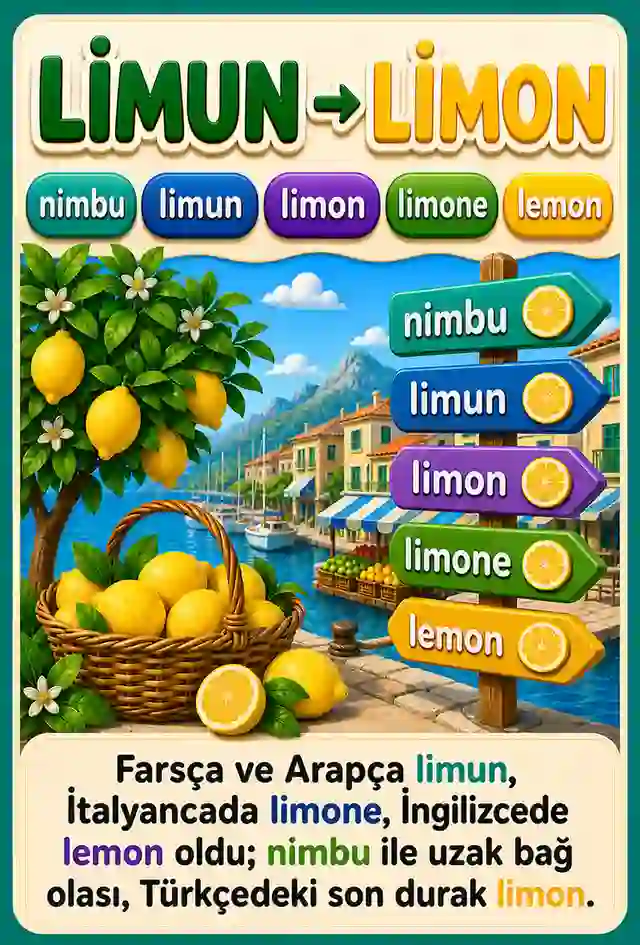 LİMUN → LİMON
nimbu limun limon limone lemon
nimbu
limun
limon
limone
lemon
Farsça ve Arapça limun,
İtalyancada limone, İngilizcede
lemon oldu; nimbu ile uzak bağ
olası, Türkçedeki son durak limon.